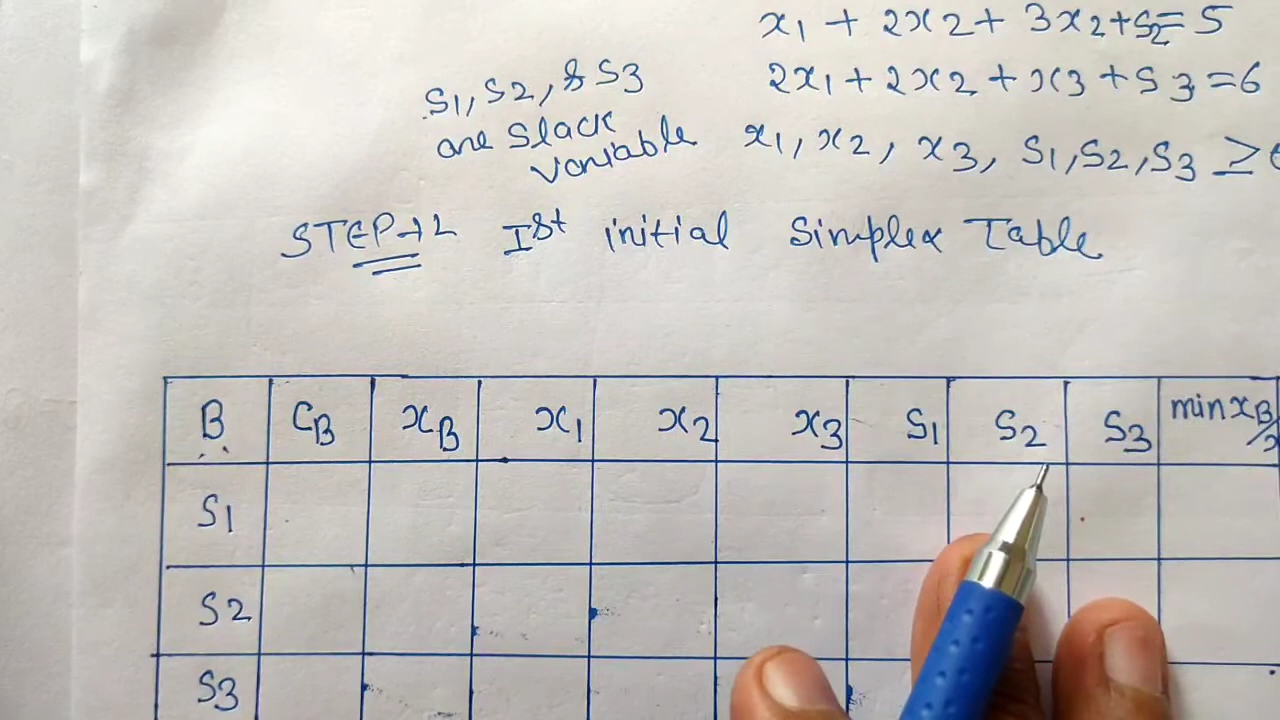 x1 + 2x2 + 3x2 + S2 = 5
2x1 + 2x2 + x3 + S3 = 6
S1, S2, & S3
are Slack
variable
x1, x2, x3, S1, S2, S3 ≥
STEP-2 Ist initial Simplex Table
B CB XB x1 x2 x3 S1 S2 S3 min XB/
S1
S2
S3